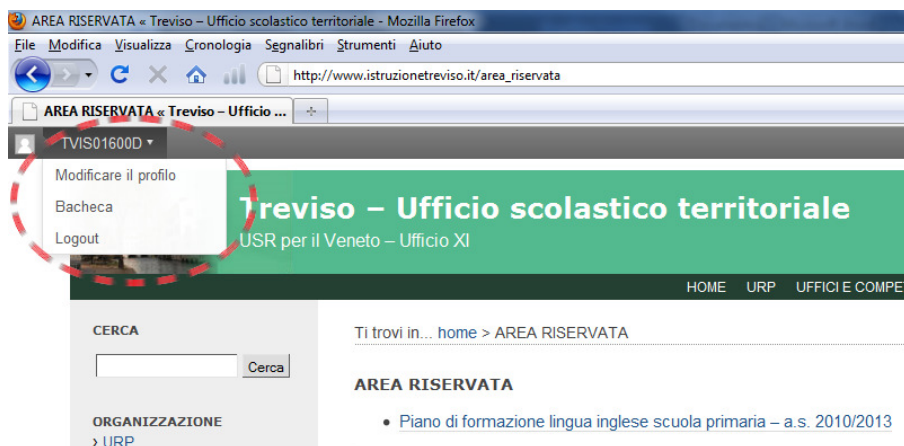 AREA RISERVATA « Treviso – Ufficio scolastico territoriale - Mozilla Firefox
File Modifica Visualizza Cronologia Segnalibri Strumenti Aiuto
http://www.istruzionetreviso.it/area_riservata
AREA RISERVATA « Treviso – Ufficio ...
TVIS01600D
Modificare il profilo
Bacheca
Logout
Treviso – Ufficio scolastico territoriale
USR per il Veneto – Ufficio XI
HOME URP UFFICI E COMPE
CERCA
Cerca
ORGANIZZAZIONE
› URP
Ti trovi in... home > AREA RISERVATA
AREA RISERVATA
• Piano di formazione lingua inglese scuola primaria – a.s. 2010/2013